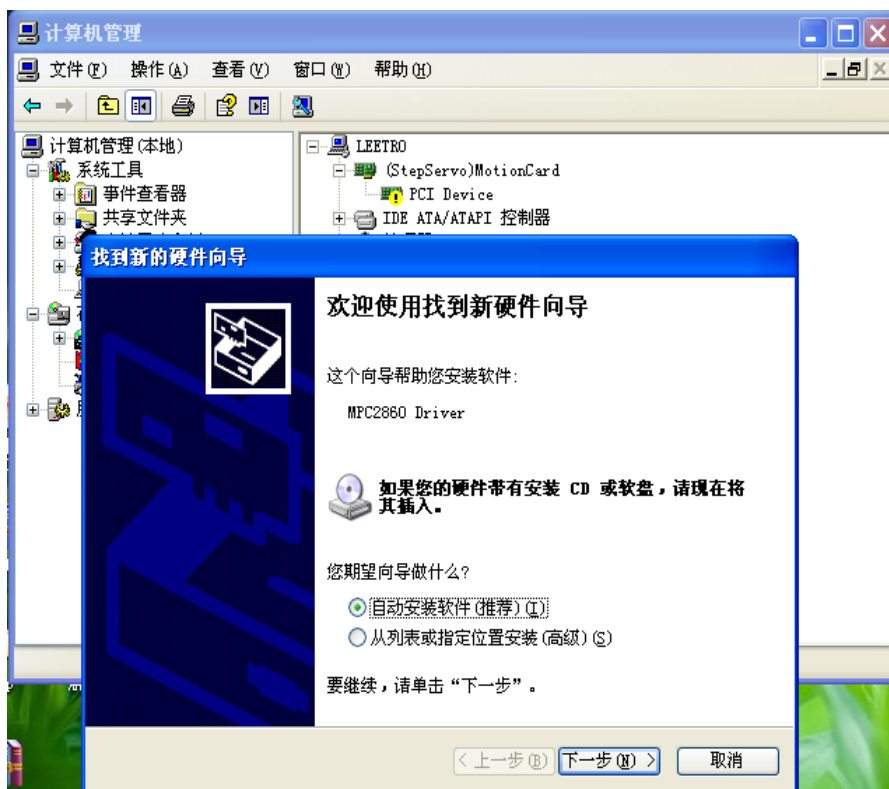 计算机管理
文件(F) 操作(A) 查看(V) 窗口(W) 帮助(H)
计算机管理(本地)
系统工具
事件查看器
共享文件夹
LEETRO
(StepServo)MotionCard
PCI Device
IDE ATA/ATAPI 控制器
找到新的硬件向导
欢迎使用找到新硬件向导
这个向导帮助您安装软件:
MPC2860 Driver
如果您的硬件带有安装 CD 或软盘，请现在将
其插入。
您期望向导做什么?
自动安装软件(推荐)(I)
从列表或指定位置安装(高级)(S)
要继续，请单击“下一步”。
< 上一步(B)
下一步(N) >
取消